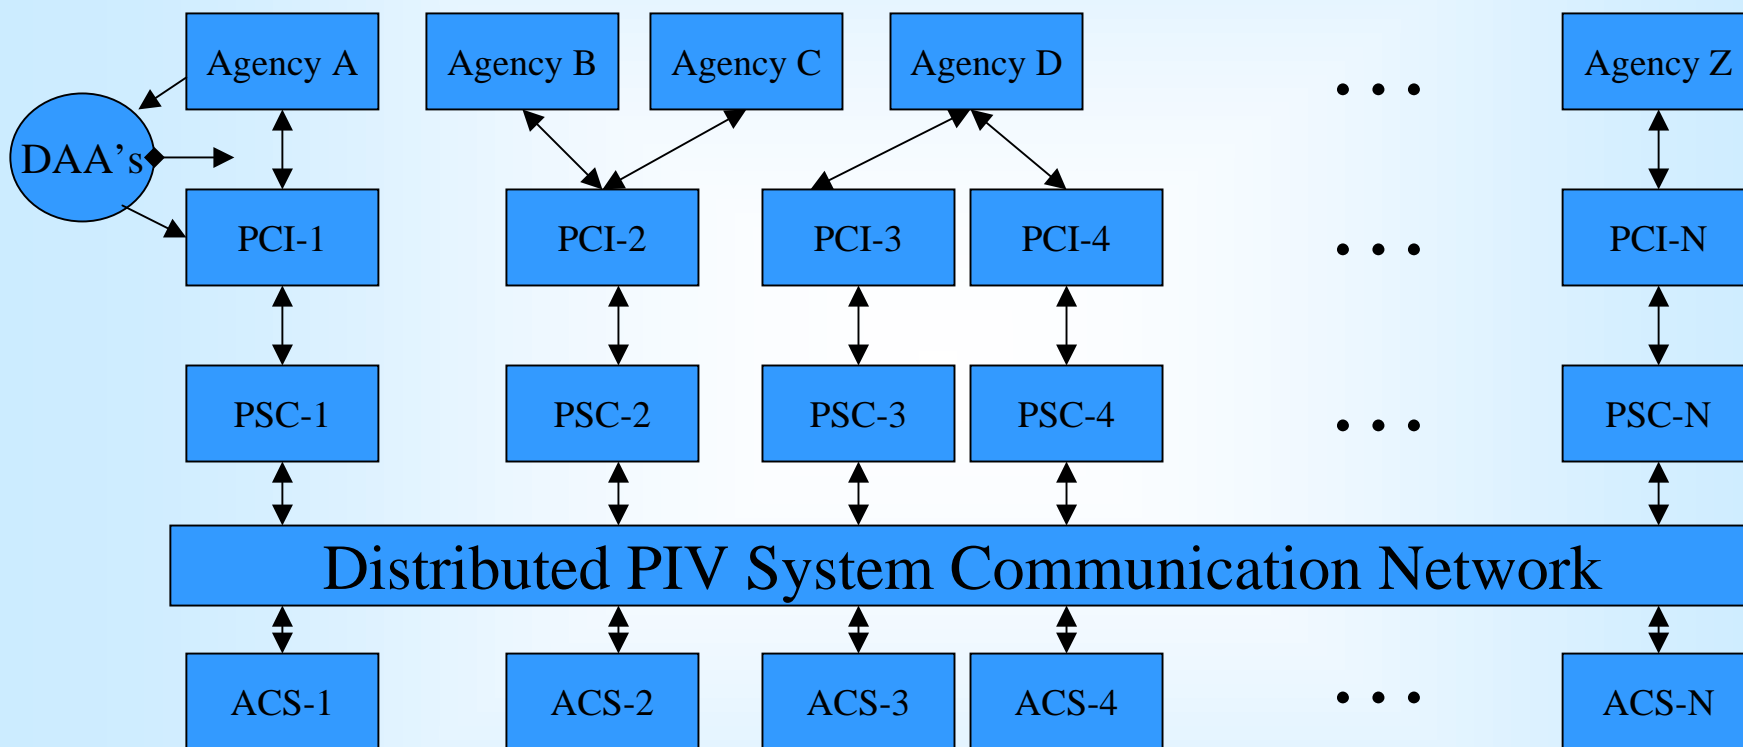 Agency A
Agency B
Agency C
Agency D
. . .
Agency Z
DAA’s
PCI-1
PCI-2
PCI-3
PCI-4
. . .
PCI-N
PSC-1
PSC-2
PSC-3
PSC-4
. . .
PSC-N
Distributed PIV System Communication Network
ACS-1
ACS-2
ACS-3
ACS-4
. . .
ACS-N